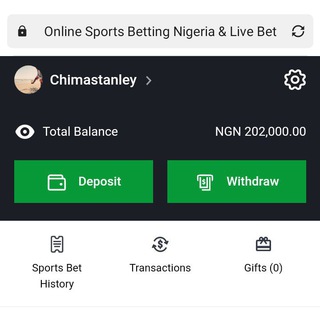 Online Sports Betting Nigeria & Live Bet
Chimastanley
Total Balance NGN 202,000.00
Deposit Withdraw
Sports Bet History
Transactions
Gifts (0)